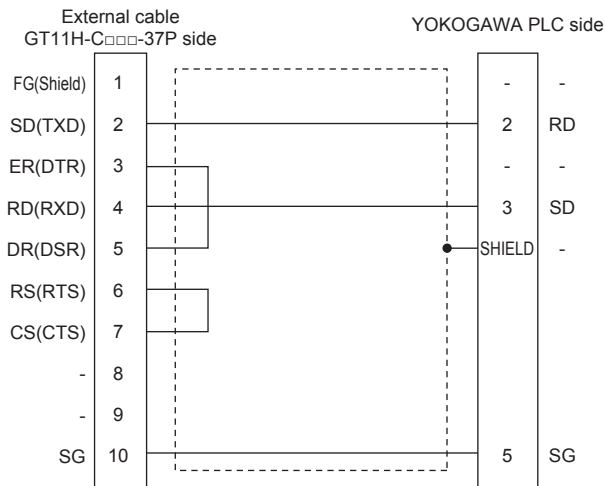 External cable
GT11H-C□□□-37P side
YOKOGAWA PLC side
FG(Shield) 1 - -
SD(TXD) 2 2 RD
ER(DTR) 3 - -
RD(RXD) 4 3 SD
DR(DSR) 5 SHIELD -
RS(RTS) 6
CS(CTS) 7
- 8
- 9
SG 10 5 SG